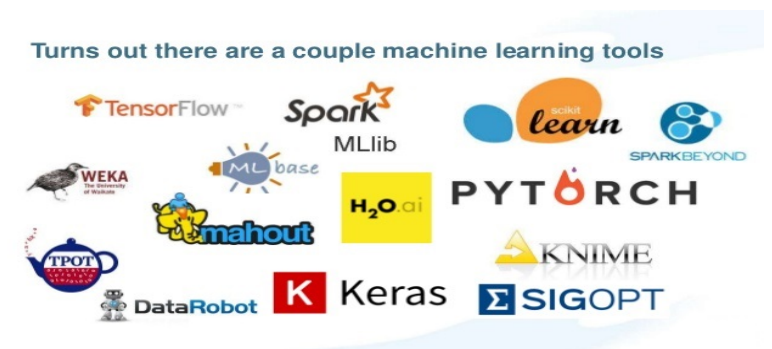 Turns out there are a couple machine learning tools
TensorFlow™
Spark
MLlib
scikit
learn
SPARKBEYOND
WEKA
The University
of Waikato
ML base
H2O.ai
PYTORCH
mahout
TPOT
KNIME
DataRobot
K Keras
Σ SIGOPT